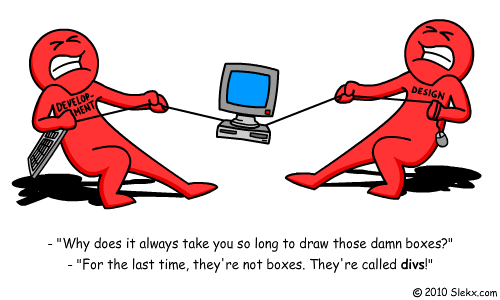 DEVELOP-
MENT
DESIGN
- "Why does it always take you so long to draw those damn boxes?"
- "For the last time, they're not boxes. They're called divs!"
© 2010 Slekx.com